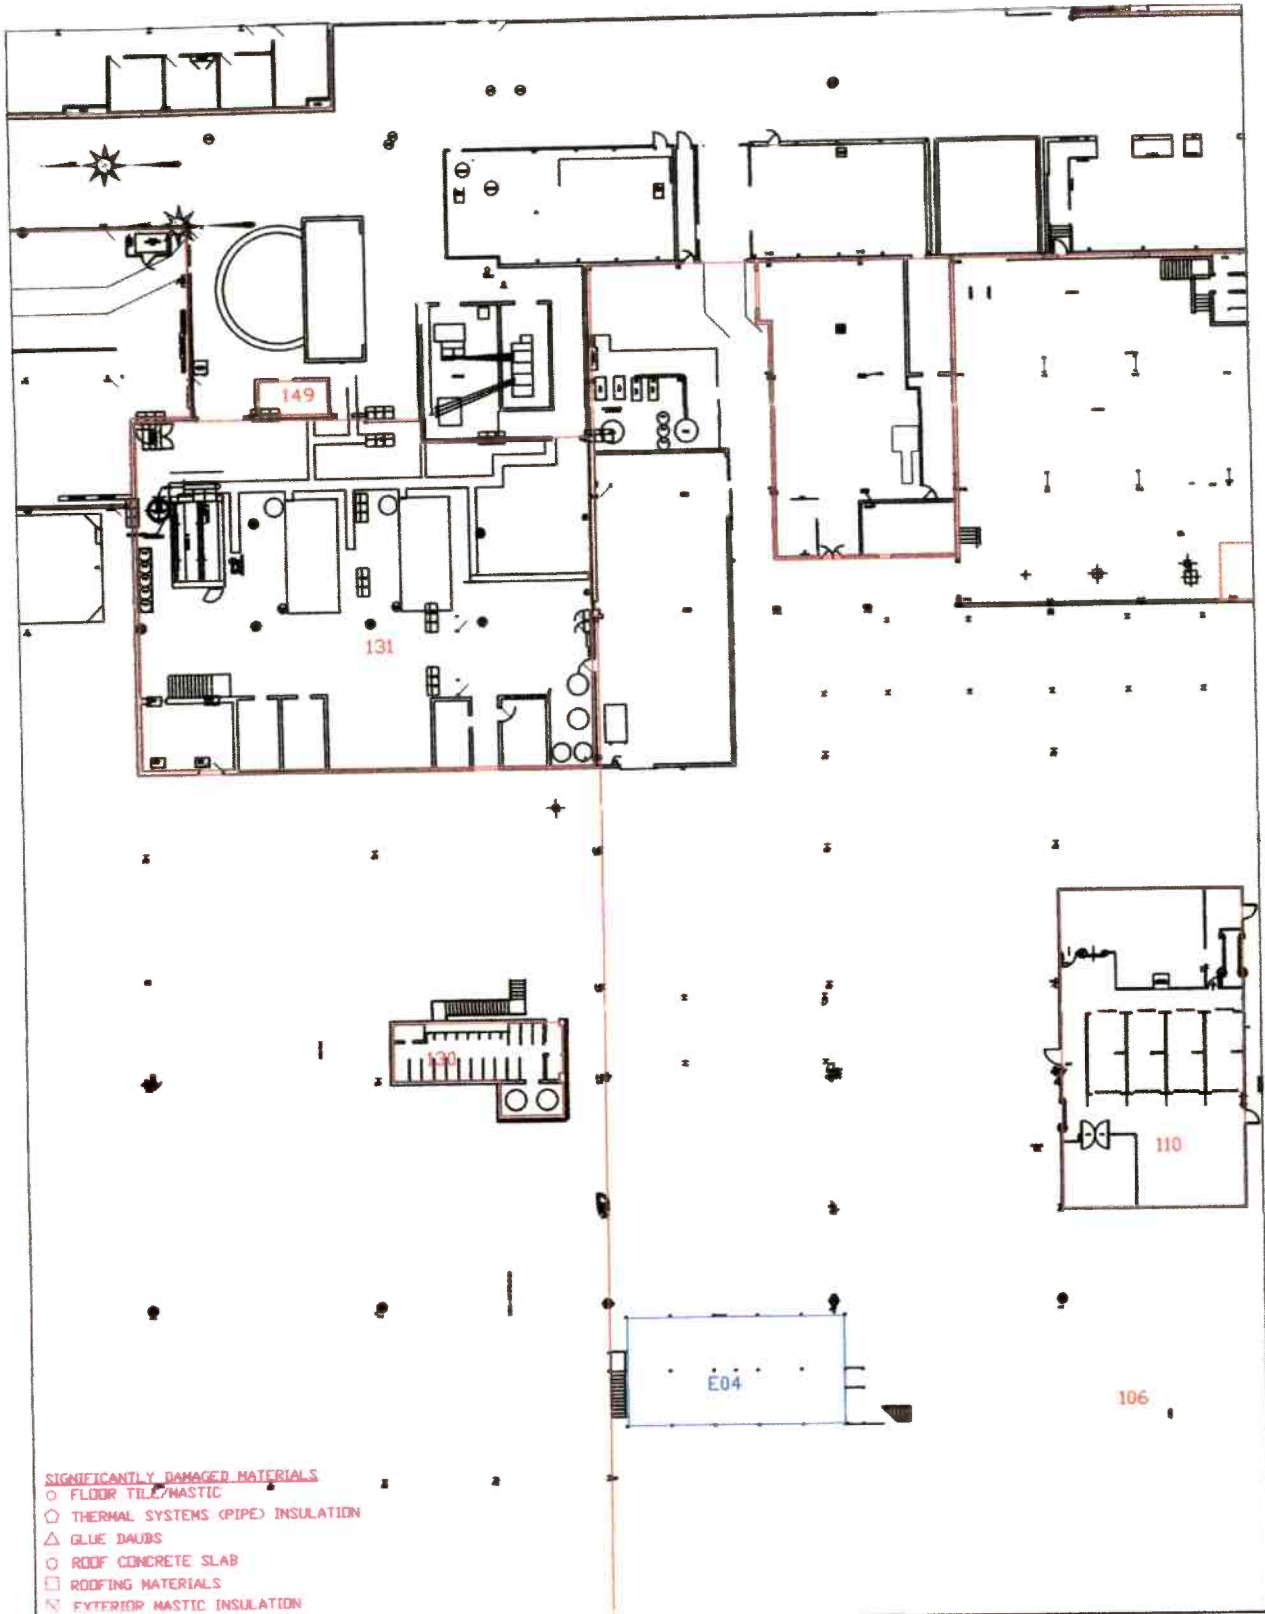 149
131
130
110
E04
106
SIGNIFICANTLY DAMAGED MATERIALS
FLOOR TILE/MASTIC
THERMAL SYSTEMS (PIPE) INSULATION
GLUE DAUBS
ROOF CONCRETE SLAB
ROOFING MATERIALS
EXTERIOR MASTIC INSULATION